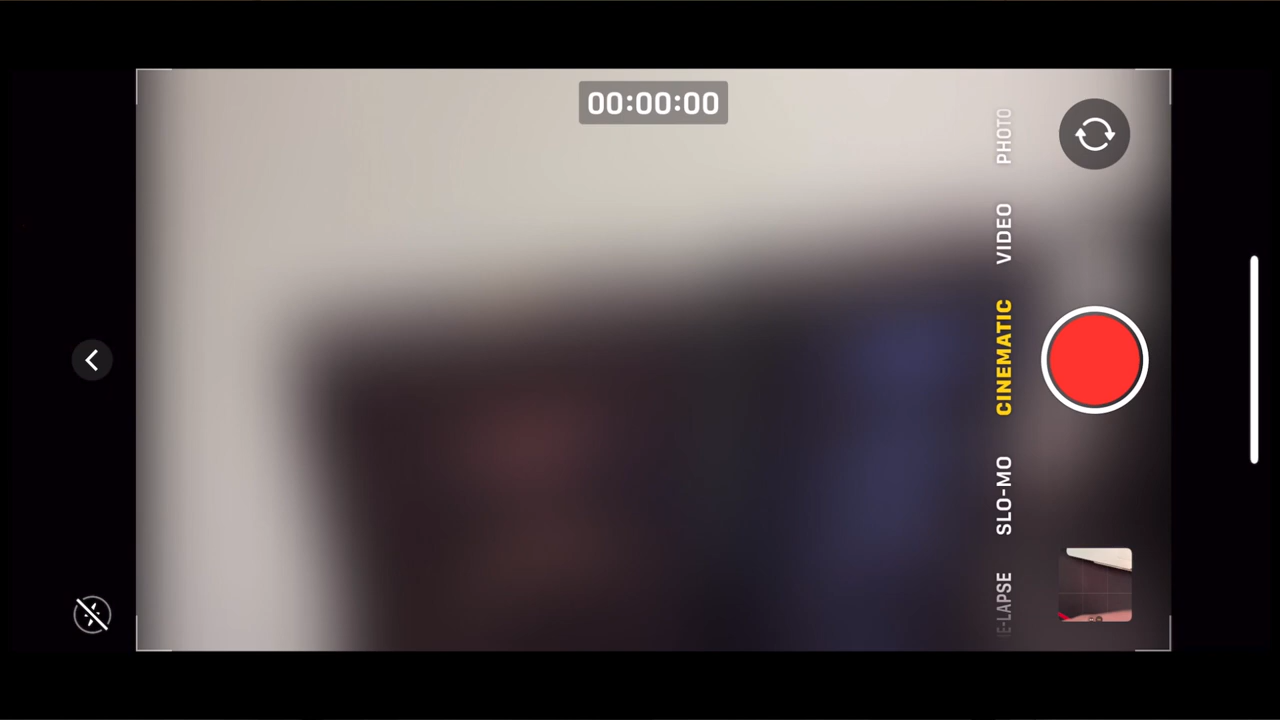 00:00:00
PHOTO
VIDEO
CINEMATIC
SLO-MO
E-LAPSE